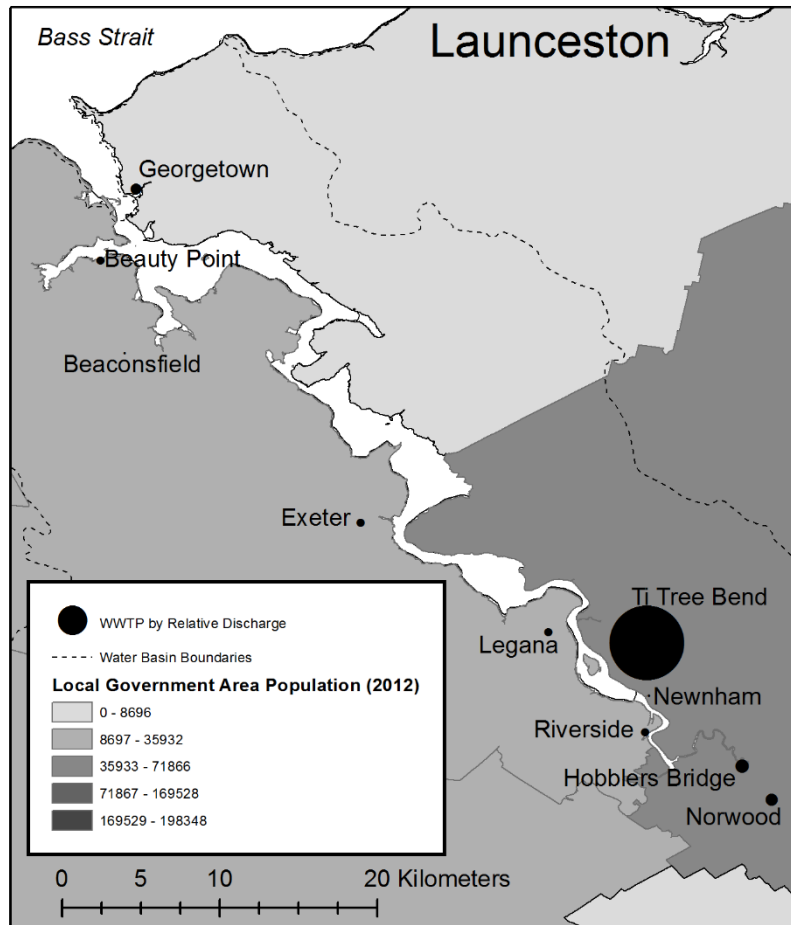 Bass Strait
Launceston
Georgetown
Beauty Point
Beaconsfield
Exeter
Ti Tree Bend
Legana
Newnham
Riverside
Hobblers Bridge
Norwood
WWTP by Relative Discharge
Water Basin Boundaries
Local Government Area Population (2012)
0 - 8696
8697 - 35932
35933 - 71866
71867 - 169528
169529 - 198348
0 5 10 20 Kilometers